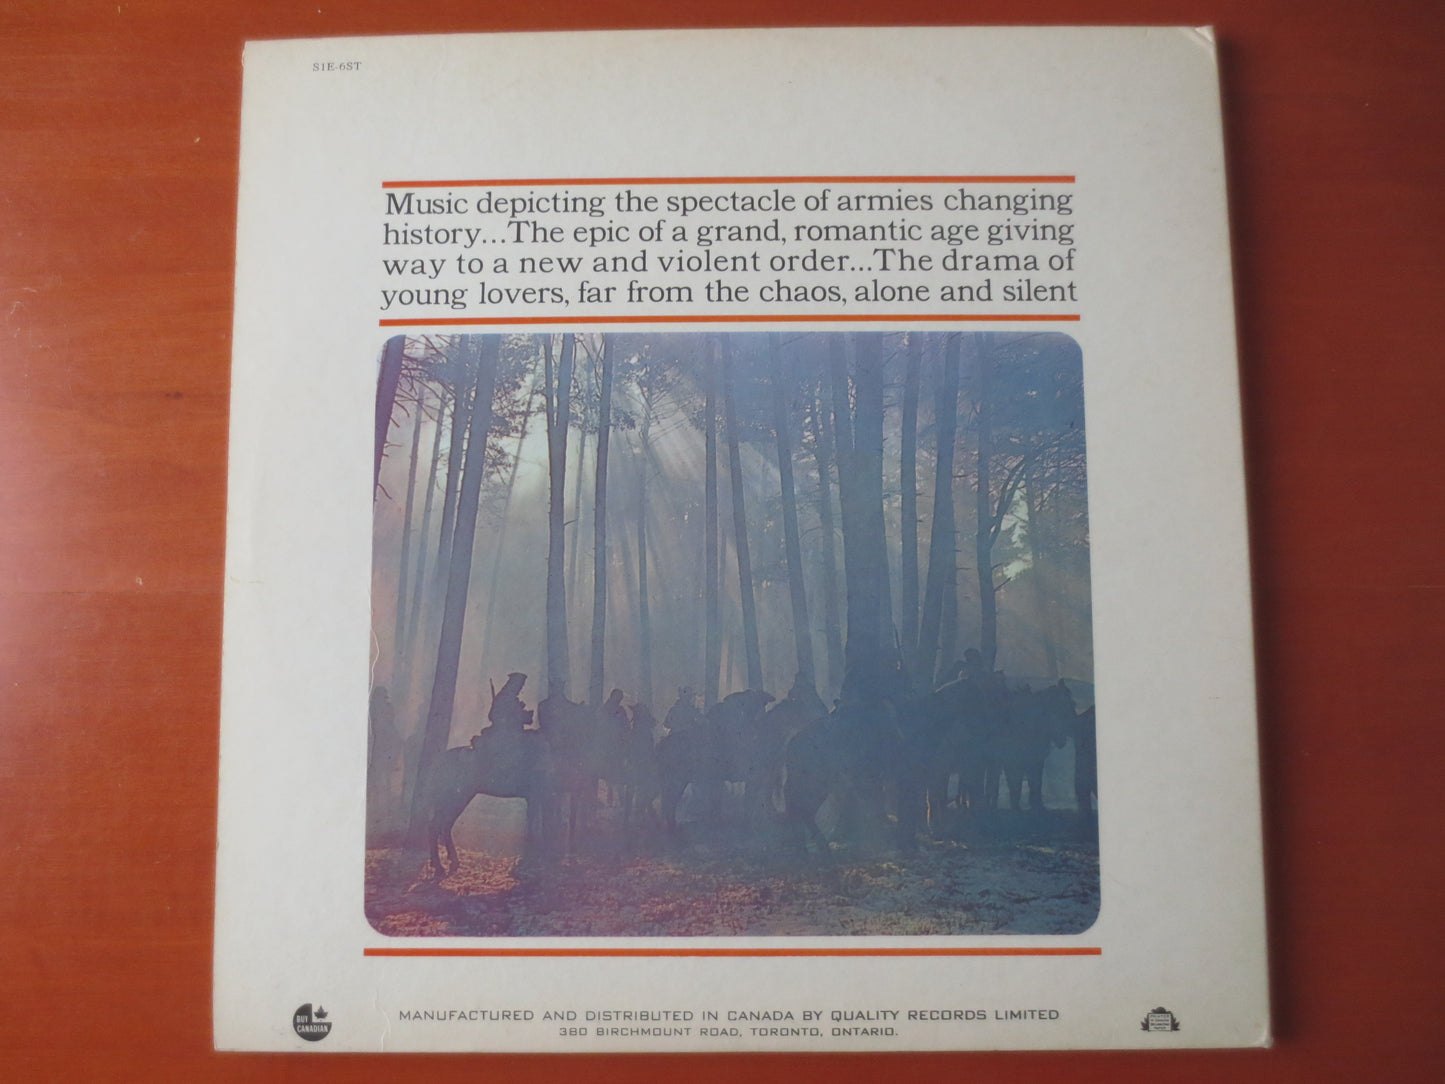 S1E-6ST
Music depicting the spectacle of armies changing
history...The epic of a grand, romantic age giving
way to a new and violent order...The drama of
young lovers, far from the chaos, alone and silent
BUY
CANADIAN
MANUFACTURED AND DISTRIBUTED IN CANADA BY QUALITY RECORDS LIMITED
380 BIRCHMOUNT ROAD, TORONTO, ONTARIO.